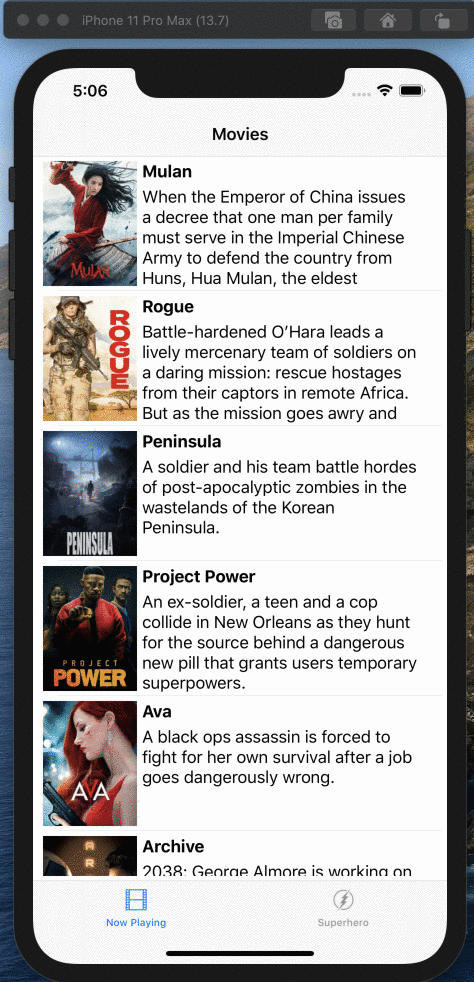 iPhone 11 Pro Max (13.7)
5:06
Movies
MULAN
Mulan
When the Emperor of China issues
a decree that one man per family
must serve in the Imperial Chinese
Army to defend the country from
Huns, Hua Mulan, the eldest
ROGUE
Rogue
Battle-hardened O’Hara leads a
lively mercenary team of soldiers on
a daring mission: rescue hostages
from their captors in remote Africa.
But as the mission goes awry and
PENINSULA
Peninsula
A soldier and his team battle hordes
of post-apocalyptic zombies in the
wastelands of the Korean
Peninsula.
PROJECT
POWER
Project Power
An ex-soldier, a teen and a cop
collide in New Orleans as they hunt
for the source behind a dangerous
new pill that grants users temporary
superpowers.
AVA
Ava
A black ops assassin is forced to
fight for her own survival after a job
goes dangerously wrong.
A R
Archive
2038: George Almore is working on
Now Playing
Superhero